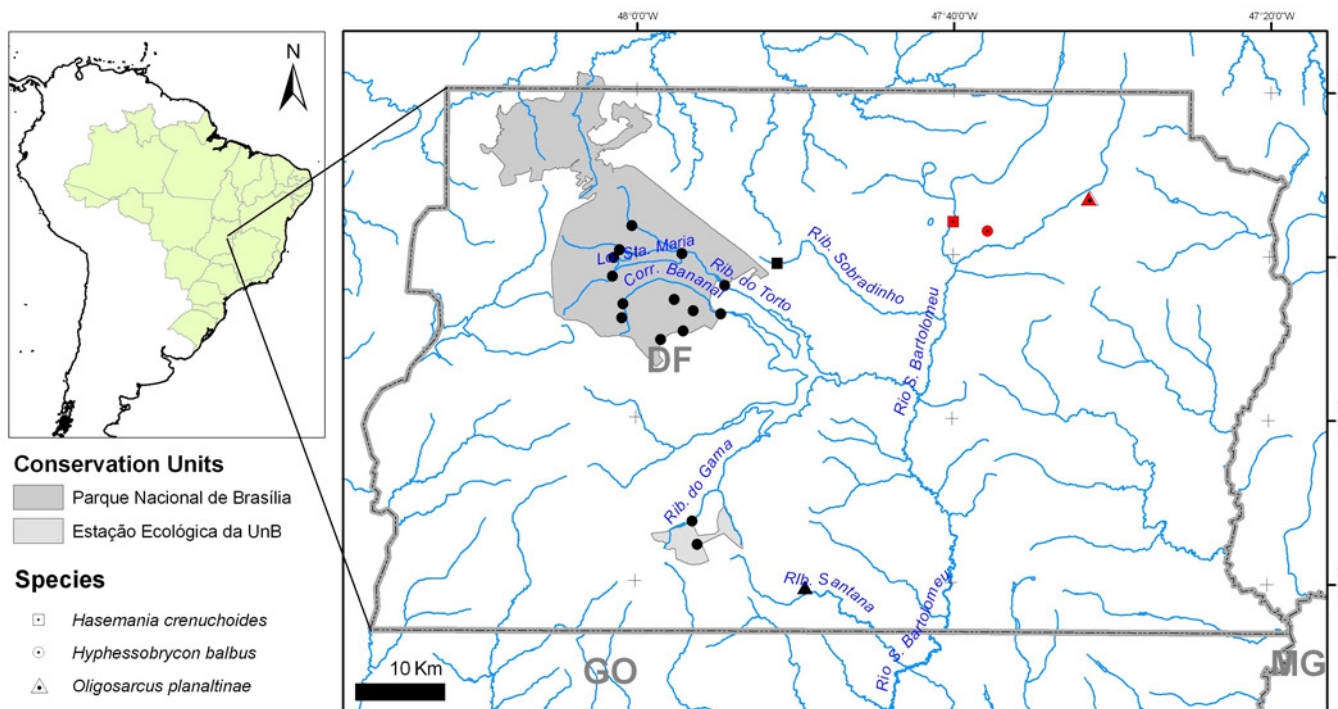 48°0'0"W
47°40'0"W
47°20'0"W
N
Lg. Sta. Maria
Corr. Bananal
Rib. do Torto
Rib. Sobradinho
Rio S. Bartolomeu
DF
Rib. do Gama
Rib. Santana
Rio S. Bartolomeu
GO
MG
10 Km
Conservation Units
Parque Nacional de Brasília
Estação Ecológica da UnB
Species
Hasemania crenuchoides
Hyphessobrycon balbus
Oligosarcus planaltinae